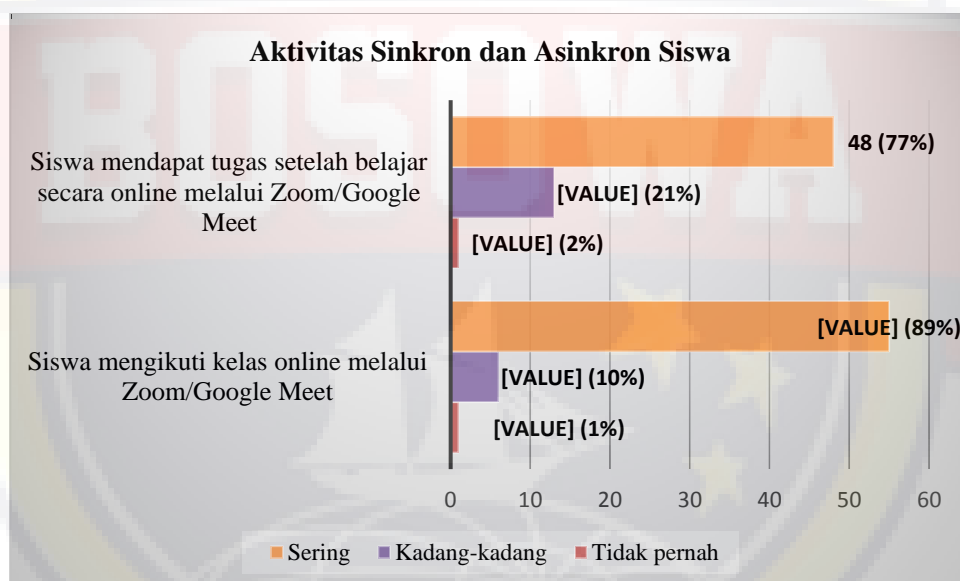 BOSOWA
Aktivitas Sinkron dan Asinkron Siswa
Siswa mendapat tugas setelah belajar
secara online melalui Zoom/Google
Meet
48 (77%)
[VALUE] (21%)
[VALUE] (2%)
Siswa mengikuti kelas online melalui
Zoom/Google Meet
[VALUE] (89%)
[VALUE] (10%)
[VALUE] (1%)
0 10 20 30 40 50 60
Sering Kadang-kadang Tidak pernah